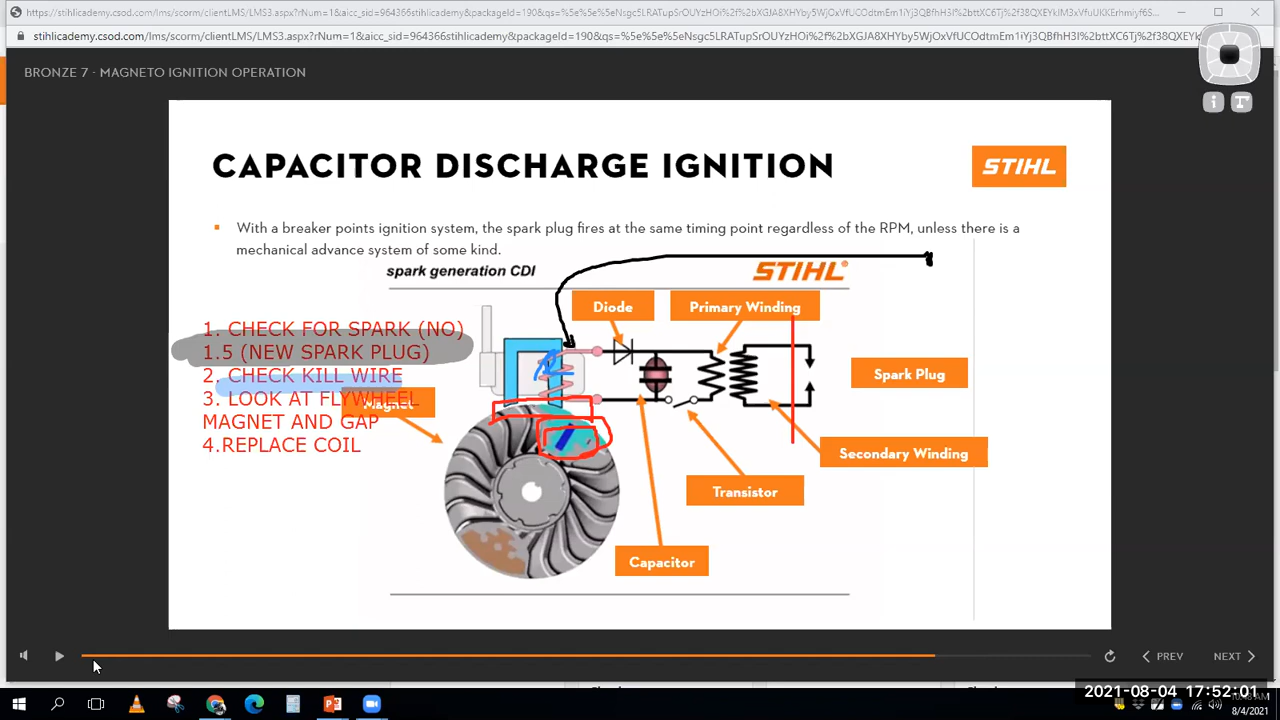 BRONZE 7 - MAGNETO IGNITION OPERATION
CAPACITOR DISCHARGE IGNITION
STIHL
With a breaker points ignition system, the spark plug fires at the same timing point regardless of the RPM, unless there is a
mechanical advance system of some kind.
spark generation CDI
STIHL®
Diode
Primary Winding
1. CHECK FOR SPARK (NO)
1.5 (NEW SPARK PLUG)
2. CHECK KILL WIRE
3. LOOK AT FLYWHEEL
MAGNET AND GAP
4.REPLACE COIL
Magnet
Spark Plug
Secondary Winding
Transistor
Capacitor
PREV
NEXT
2021-08-04 17:52:01
8/4/2021